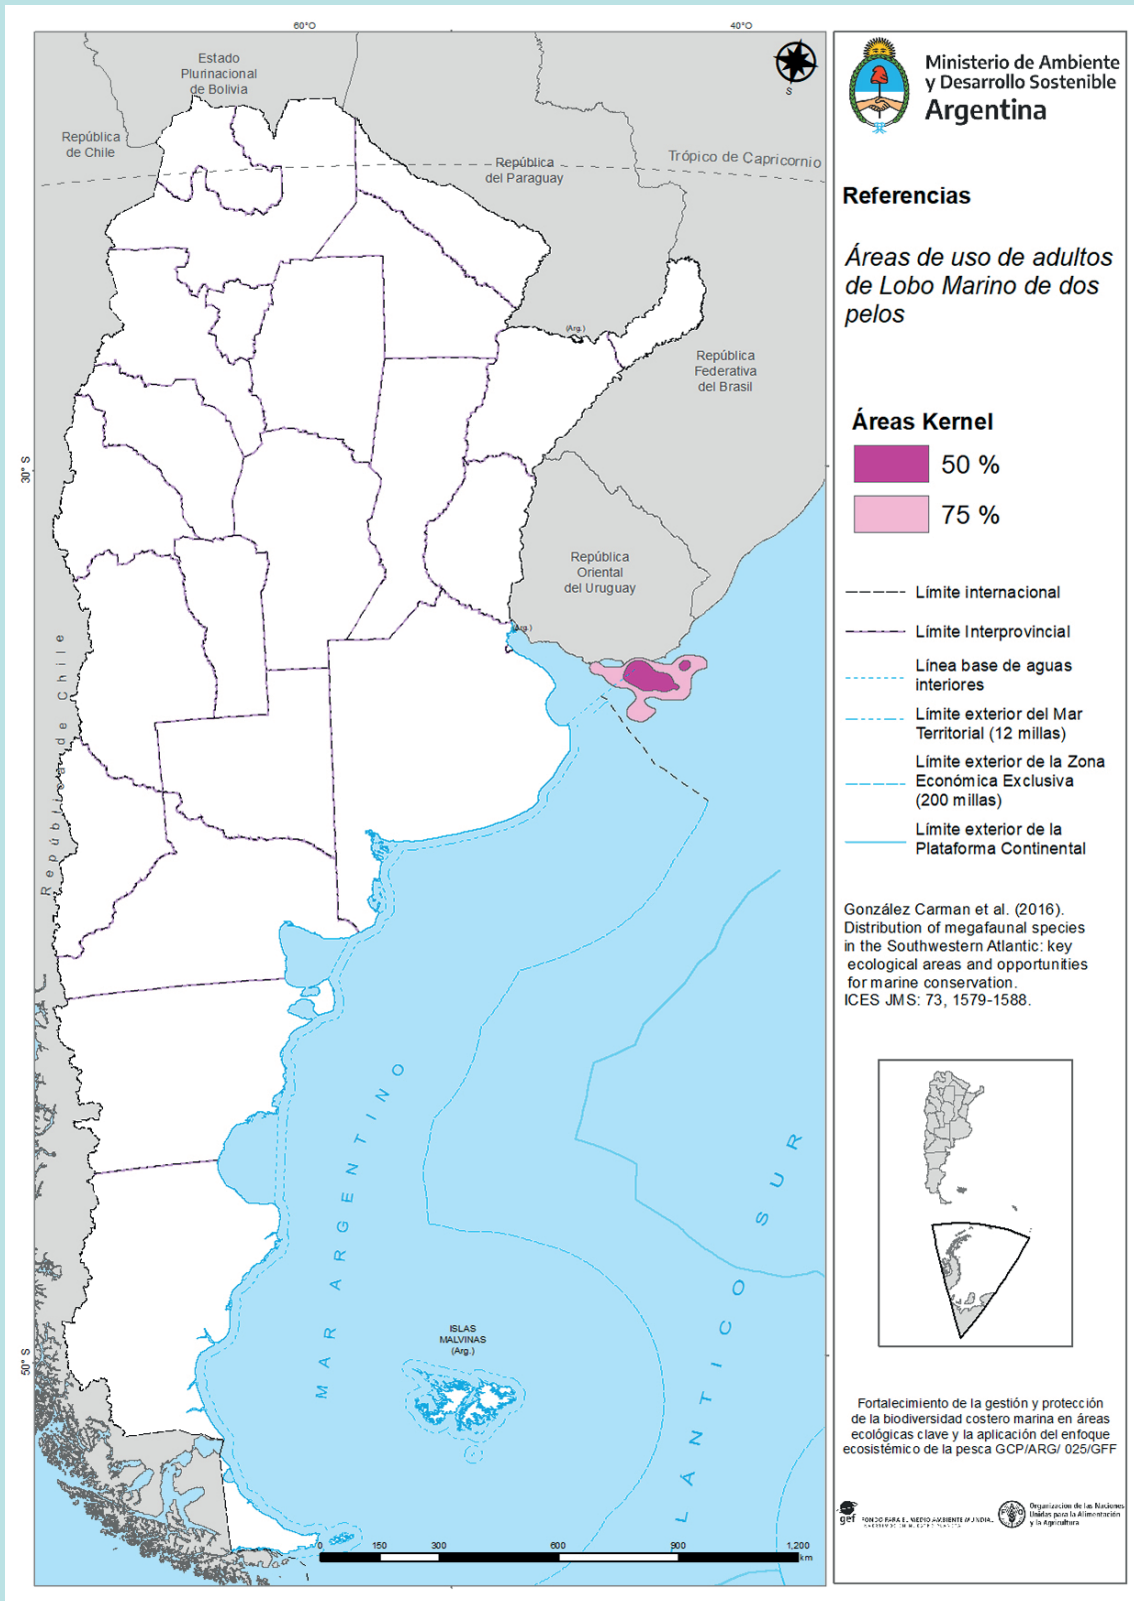 60°O
40°O
Estado
Plurinacional
de Bolivia
S
República
de Chile
República
del Paraguay
Trópico de Capricornio
(Arg.)
República
Federativa
del Brasil
30° S
República
Oriental
del Uruguay
(Arg.)
República de Chile
MAR ARGENTINO
LÁNTICO SUR
50° S
ISLAS
MALVINAS
(Arg.)
0 150 300 600 900 1,200
km
Ministerio de Ambiente
y Desarrollo Sostenible
Argentina
Referencias
Áreas de uso de adultos
de Lobo Marino de dos
pelos
Áreas Kernel
50 %
75 %
Límite internacional
Límite Interprovincial
Línea base de aguas
interiores
Límite exterior del Mar
Territorial (12 millas)
Límite exterior de la Zona
Económica Exclusiva
(200 millas)
Límite exterior de la
Plataforma Continental
González Carman et al. (2016).
Distribution of megafaunal species
in the Southwestern Atlantic: key
ecological areas and opportunities
for marine conservation.
ICES JMS: 73, 1579-1588.
Fortalecimiento de la gestión y protección
de la biodiversidad costero marina en áreas
ecológicas clave y la aplicación del enfoque
ecosistémico de la pesca GCP/ARG/ 025/GFF
gef
FONDO PARA EL MEDIO AMBIENTE MUNDIAL
Organización de las Naciones
Unidas para la Alimentación
y la Agricultura